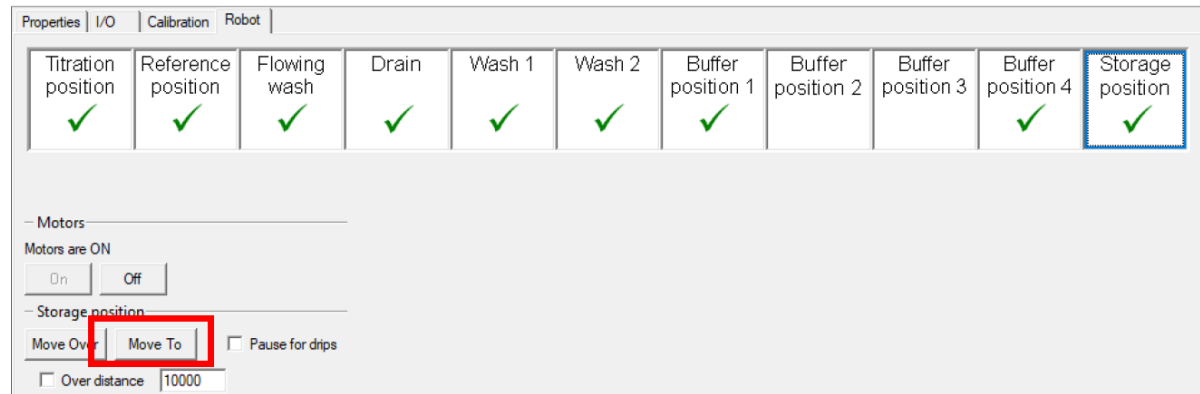 Properties I/O Calibration Robot
Titration position
Reference position
Flowing wash
Drain
Wash 1
Wash 2
Buffer position 1
Buffer position 2
Buffer position 3
Buffer position 4
Storage position
Motors
Motors are ON
On Off
Storage position
Move Over Move To Pause for drips
Over distance 10000